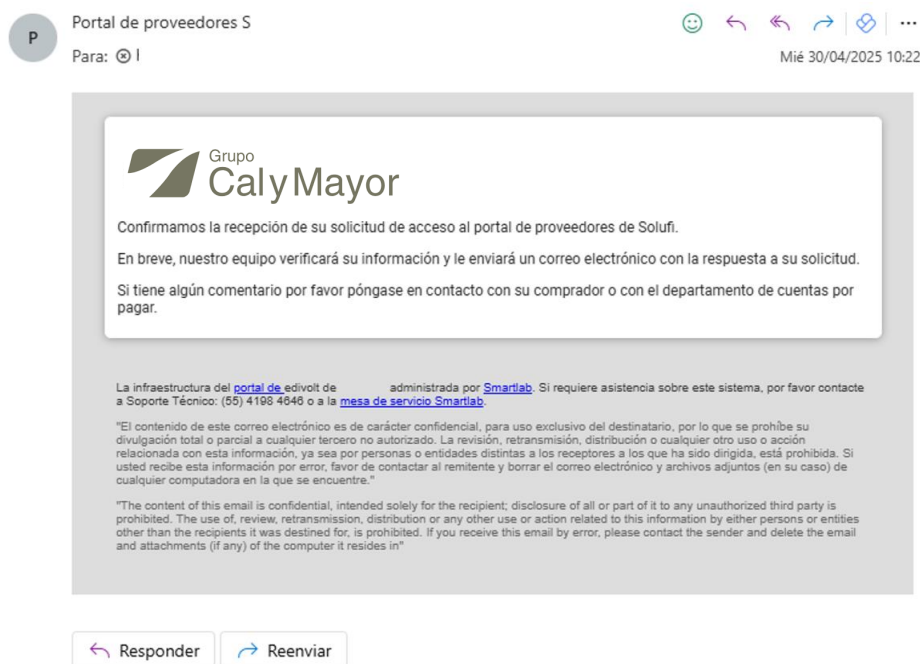 P
Portal de proveedores S
Para: l
Mié 30/04/2025 10:22
Grupo
Cal y Mayor
Confirmamos la recepción de su solicitud de acceso al portal de proveedores de Solufi.
En breve, nuestro equipo verificará su información y le enviará un correo electrónico con la respuesta a su solicitud.
Si tiene algún comentario por favor póngase en contacto con su comprador o con el departamento de cuentas por
pagar.
La infraestructura del portal de edivolt de administrada por Smartlab. Si requiere asistencia sobre este sistema, por favor contacte
a Soporte Técnico: (55) 4198 4646 o a la mesa de servicio Smartlab.
"El contenido de este correo electrónico es de carácter confidencial, para uso exclusivo del destinatario, por lo que se prohíbe su
divulgación total o parcial a cualquier tercero no autorizado. La revisión, retransmisión, distribución o cualquier otro uso o acción
relacionada con esta información, ya sea por personas o entidades distintas a los receptores a los que ha sido dirigida, está prohibida. Si
usted recibe esta información por error, favor de contactar al remitente y borrar el correo electrónico y archivos adjuntos (en su caso) de
cualquier computadora en la que se encuentre."
"The content of this email is confidential, intended solely for the recipient; disclosure of all or part of it to any unauthorized third party is
prohibited. The use of, review, retransmission, distribution or any other use or action related to this information by either persons or entities
other than the recipients it was destined for, is prohibited. If you receive this email by error, please contact the sender and delete the email
and attachments (if any) of the computer it resides in"
Responder
Reenviar